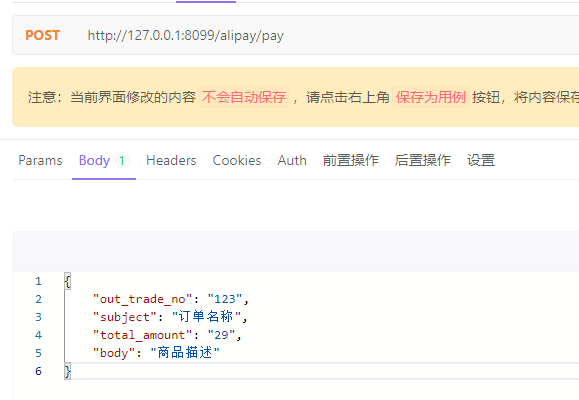 POST http://127.0.0.1:8099/alipay/pay
注意：当前界面修改的内容 不会自动保存 ，请点击右上角 保存为用例 按钮，将内容保存
Params Body 1 Headers Cookies Auth 前置操作 后置操作 设置
1 {
2 "out_trade_no": "123",
3 "subject": "订单名称",
4 "total_amount": "29",
5 "body": "商品描述"
6 }